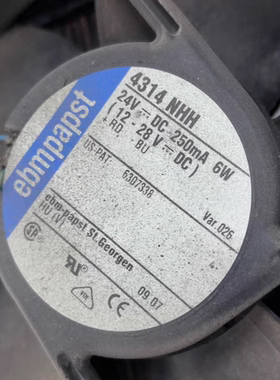 ebmpapst
4314 NHH
24V ⎓ DC 250mA 6W
( 12 - 28 V ⎓ DC )
+ RD, - BU
US-PAT. 6307338
Var. 026
ebm-papst St.Georgen
HU (V)
09 07
CE